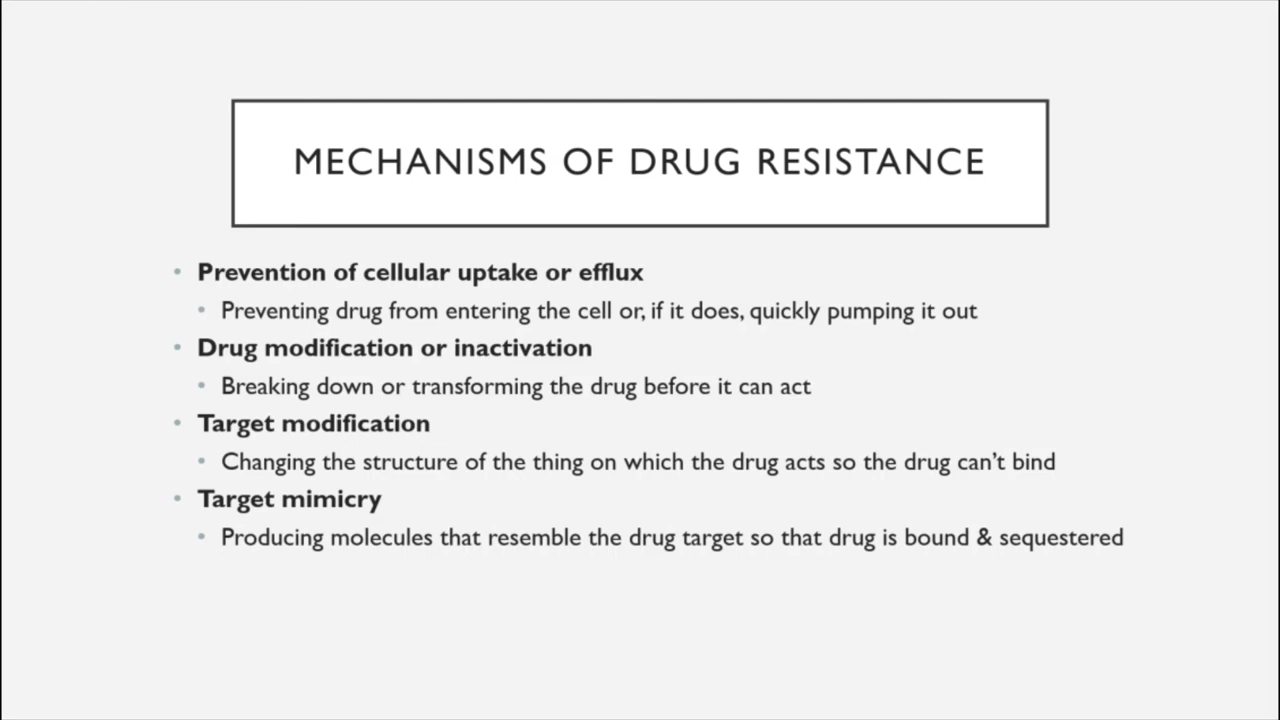 MECHANISMS OF DRUG RESISTANCE
• Prevention of cellular uptake or efflux
• Preventing drug from entering the cell or, if it does, quickly pumping it out
• Drug modification or inactivation
• Breaking down or transforming the drug before it can act
• Target modification
• Changing the structure of the thing on which the drug acts so the drug can’t bind
• Target mimicry
• Producing molecules that resemble the drug target so that drug is bound & sequestered